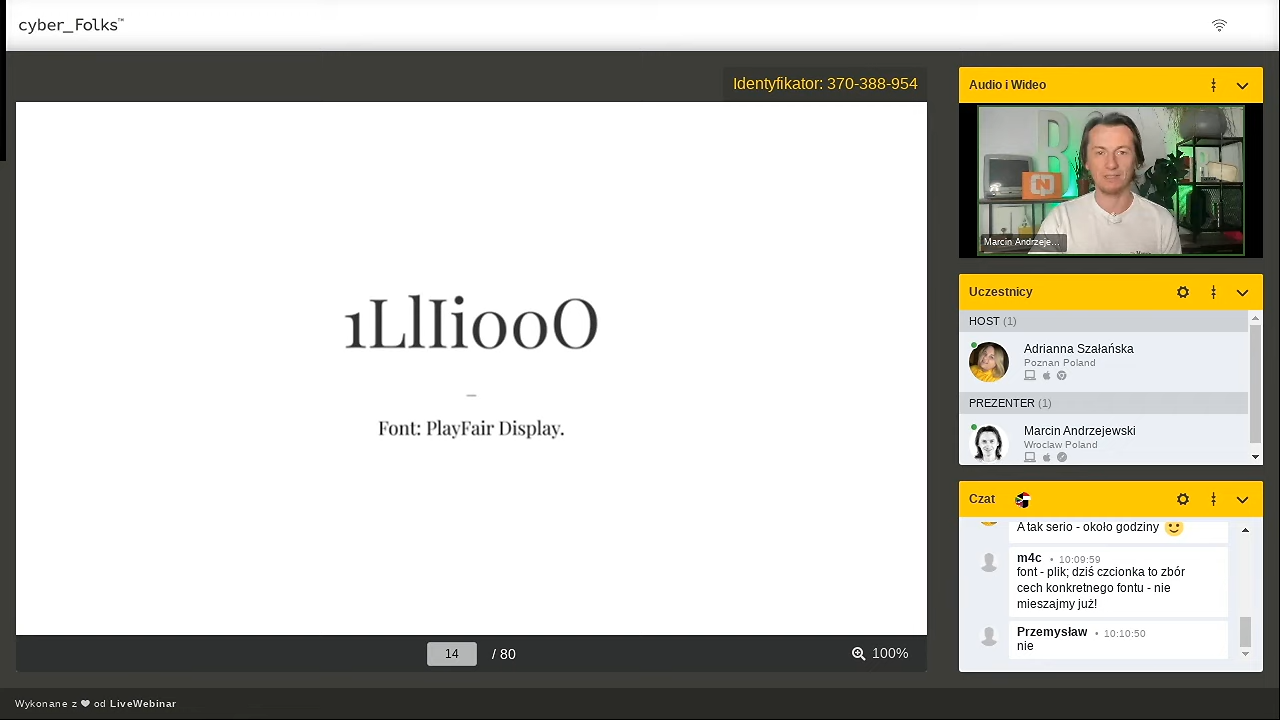 cyber_Folks™
Identyfikator: 370-388-954
1LlIiooO
–
Font: PlayFair Display.
14 / 80
100%
Audio i Wideo
Marcin Andrzeje...
Uczestnicy
HOST (1)
Adrianna Szałańska
Poznan Poland
PREZENTER (1)
Marcin Andrzejewski
Wroclaw Poland
Czat
A tak serio - około godziny 🙂
m4c • 10:09:59
font - plik; dziś czcionka to zbór
cech konkretnego fontu - nie
mieszajmy już!
Przemysław • 10:10:50
nie
Wykonane z ❤ od LiveWebinar